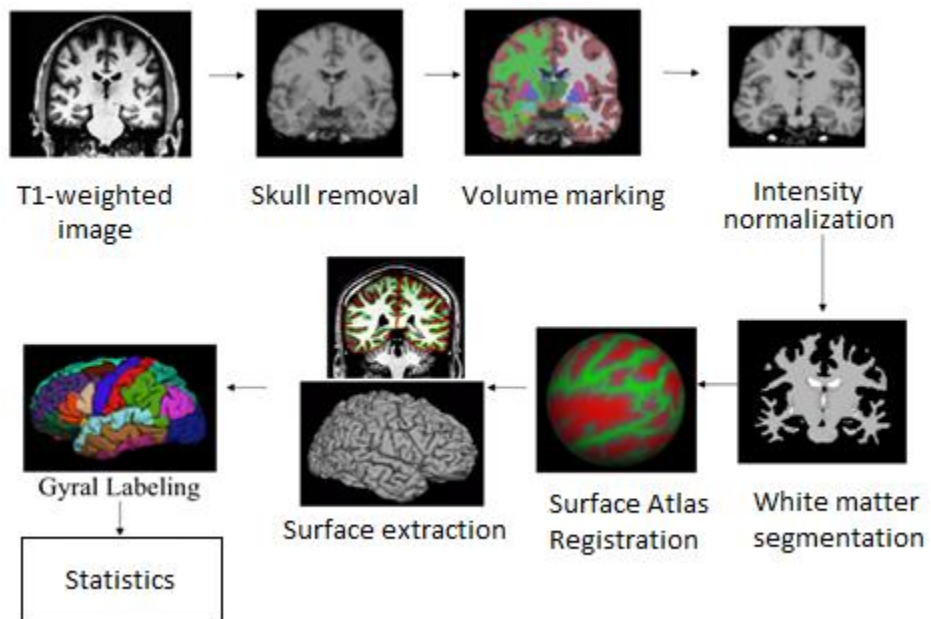 T1-weighted
image
Skull removal
Volume marking
Intensity
normalization
White matter
segmentation
Surface Atlas
Registration
Surface extraction
Gyral Labeling
Statistics